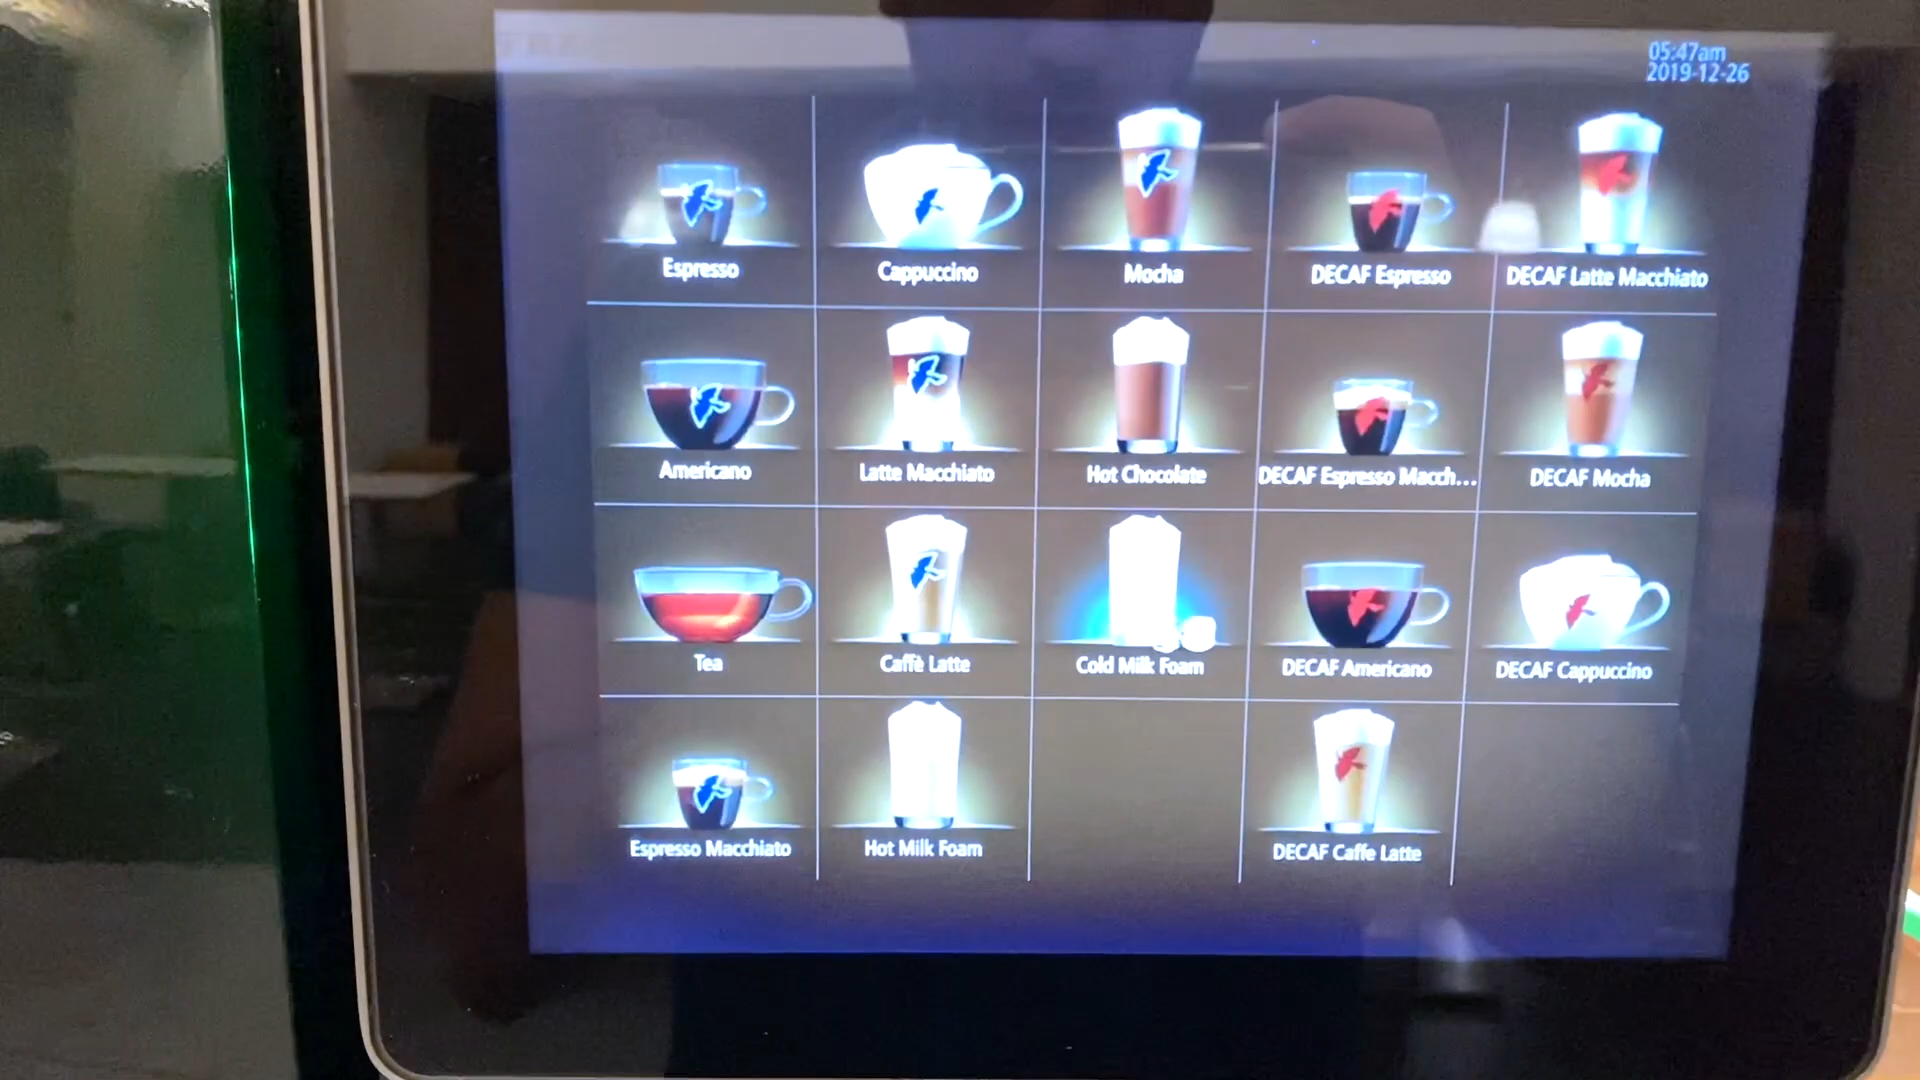 05:47am
2019-12-26
Espresso
Cappuccino
Mocha
DECAF Espresso
DECAF Latte Macchiato
Americano
Latte Macchiato
Hot Chocolate
DECAF Espresso Macch...
DECAF Mocha
Tea
Caffè Latte
Cold Milk Foam
DECAF Americano
DECAF Cappuccino
Espresso Macchiato
Hot Milk Foam
DECAF Caffe Latte